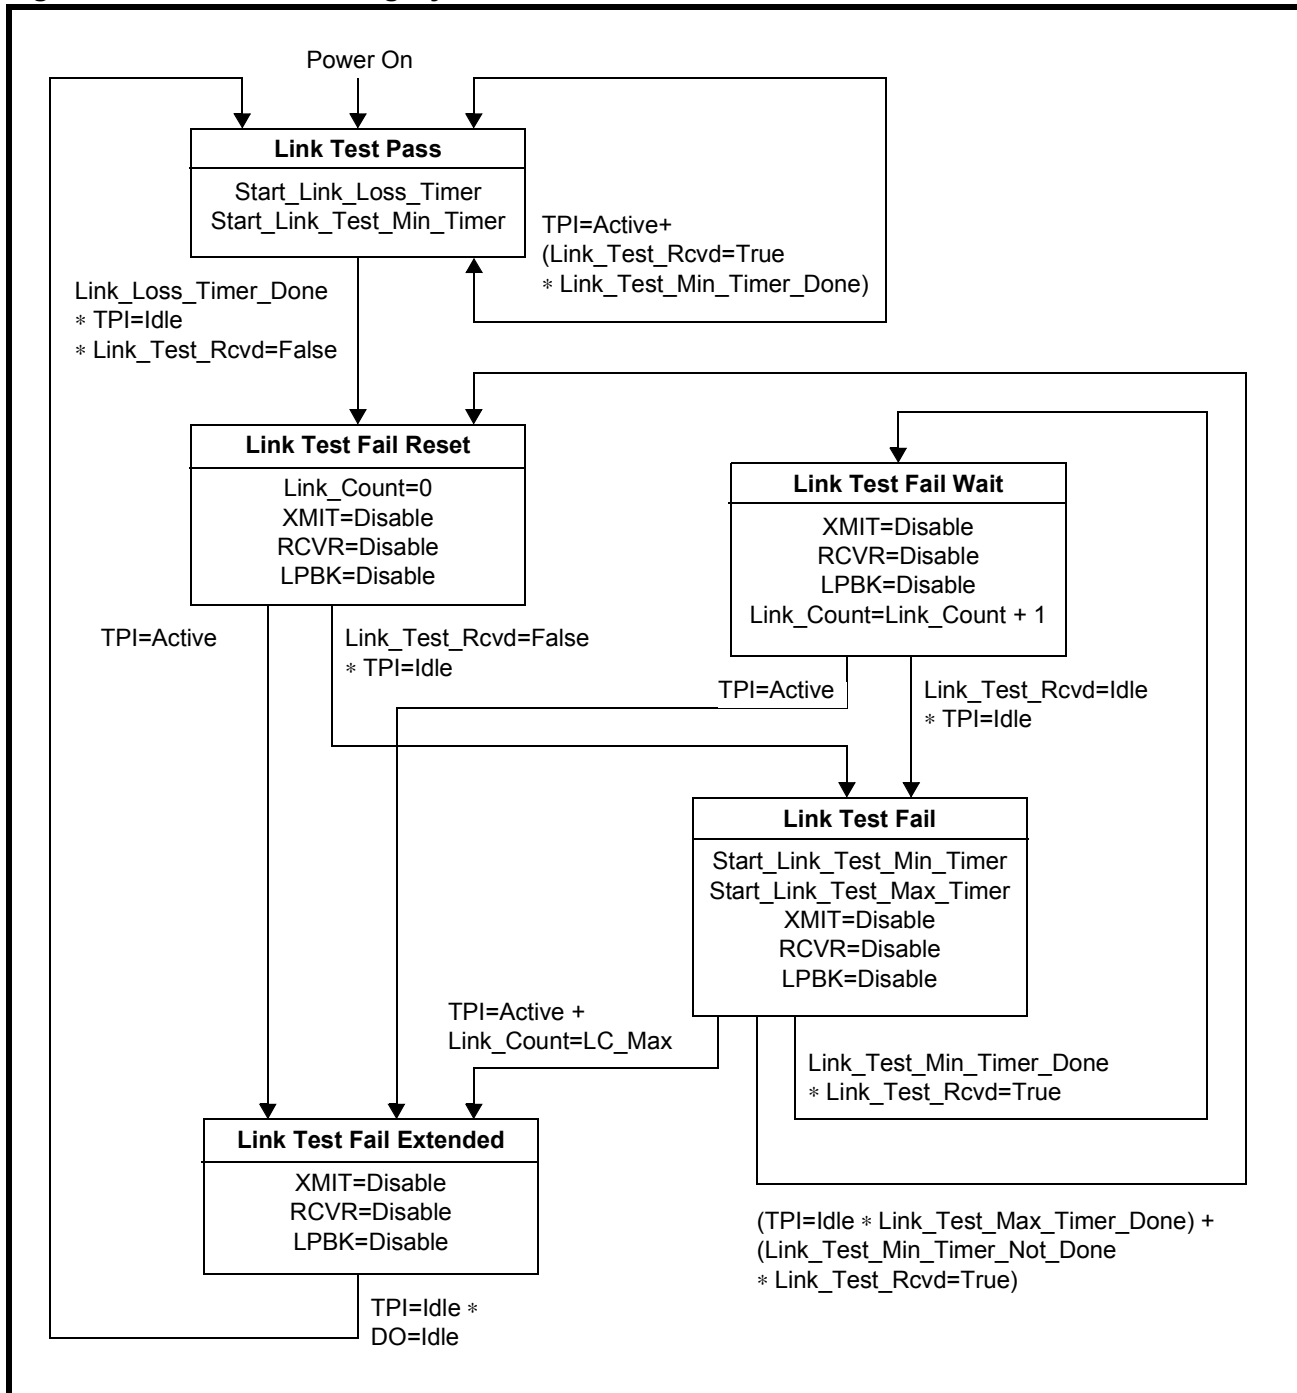 Power On
Link Test Pass
Start_Link_Loss_Timer
Start_Link_Test_Min_Timer
TPI=Active+
(Link_Test_Rcvd=True
* Link_Test_Min_Timer_Done)
Link_Loss_Timer_Done
* TPI=Idle
* Link_Test_Rcvd=False
Link Test Fail Reset
Link_Count=0
XMIT=Disable
RCVR=Disable
LPBK=Disable
Link Test Fail Wait
XMIT=Disable
RCVR=Disable
LPBK=Disable
Link_Count=Link_Count + 1
TPI=Active
Link_Test_Rcvd=False
* TPI=Idle
TPI=Active
Link_Test_Rcvd=Idle
* TPI=Idle
Link Test Fail
Start_Link_Test_Min_Timer
Start_Link_Test_Max_Timer
XMIT=Disable
RCVR=Disable
LPBK=Disable
TPI=Active +
Link_Count=LC_Max
Link_Test_Min_Timer_Done
* Link_Test_Rcvd=True
Link Test Fail Extended
XMIT=Disable
RCVR=Disable
LPBK=Disable
(TPI=Idle * Link_Test_Max_Timer_Done) +
(Link_Test_Min_Timer_Not_Done
* Link_Test_Rcvd=True)
TPI=Idle *
DO=Idle